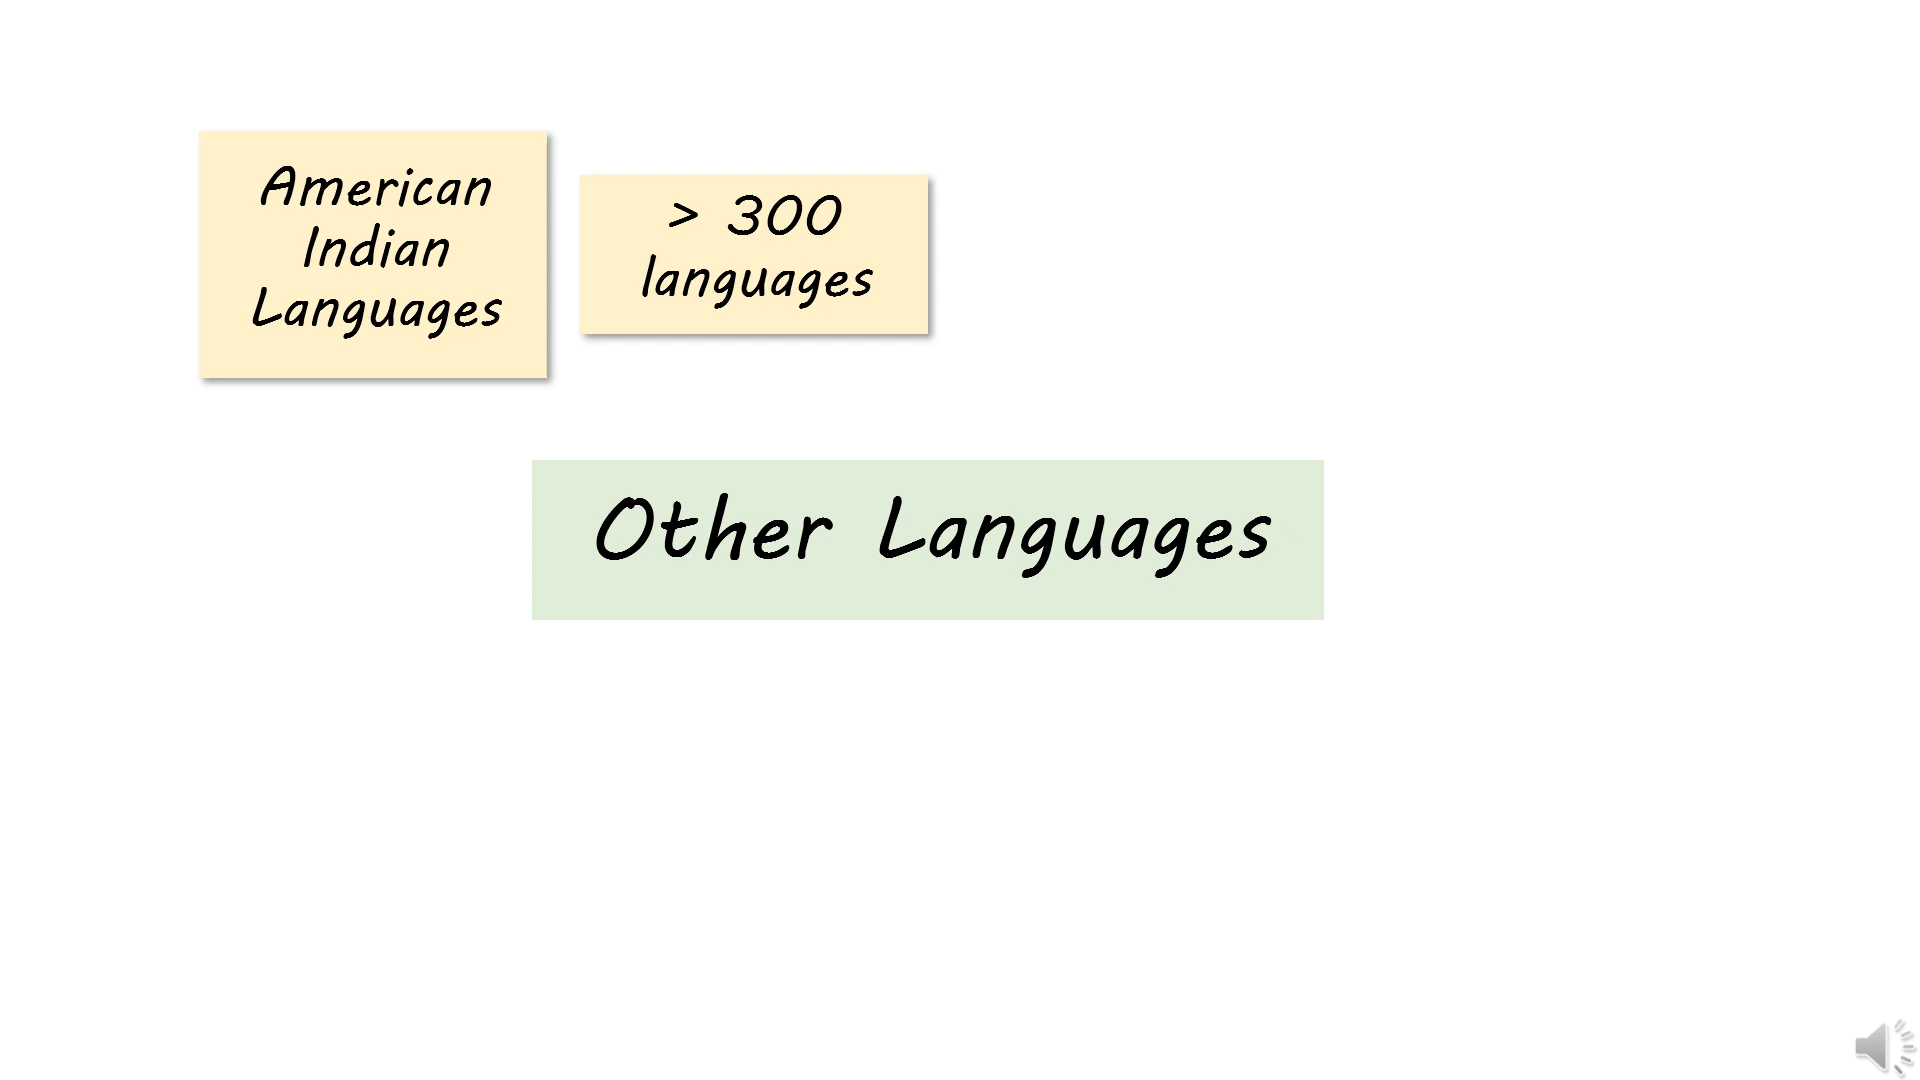 American
Indian
Languages
> 300
languages
Other Languages